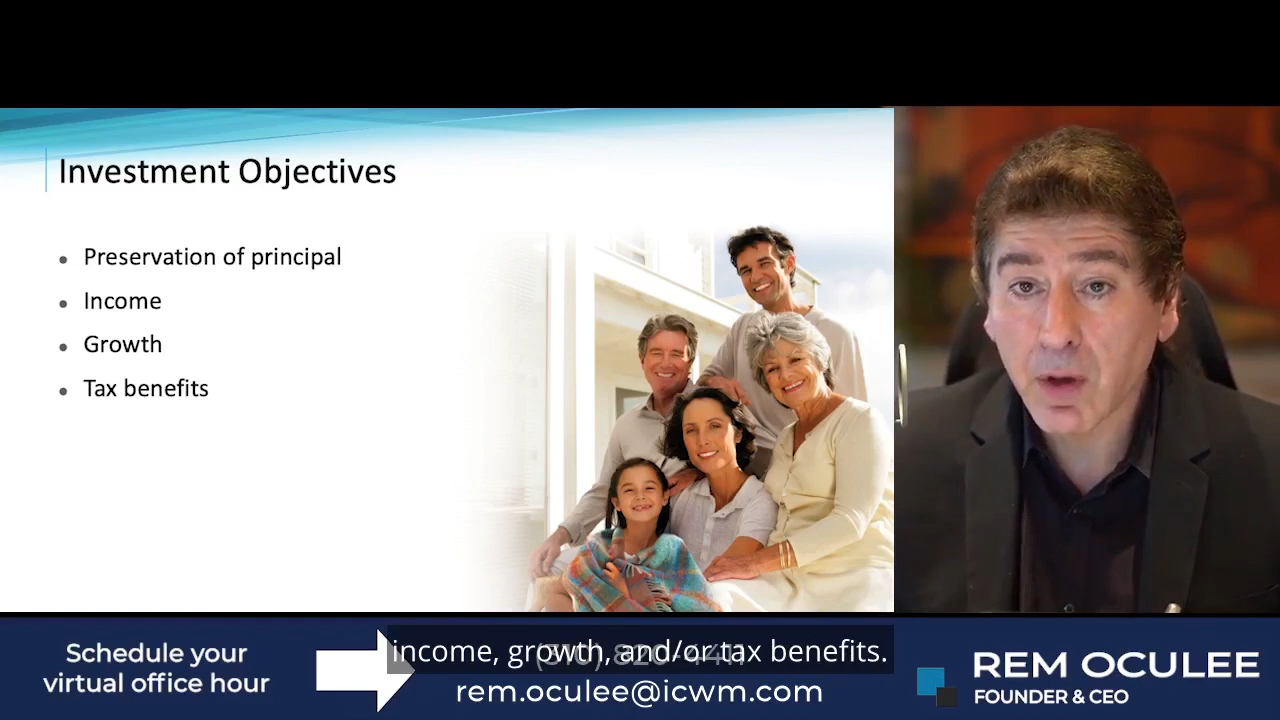 Investment Objectives
Preservation of principal
Income
Growth
Tax benefits
Schedule your
virtual office hour
income, growth, and/or tax benefits.
rem.oculee@icwm.com
REM OCULEE
FOUNDER & CEO